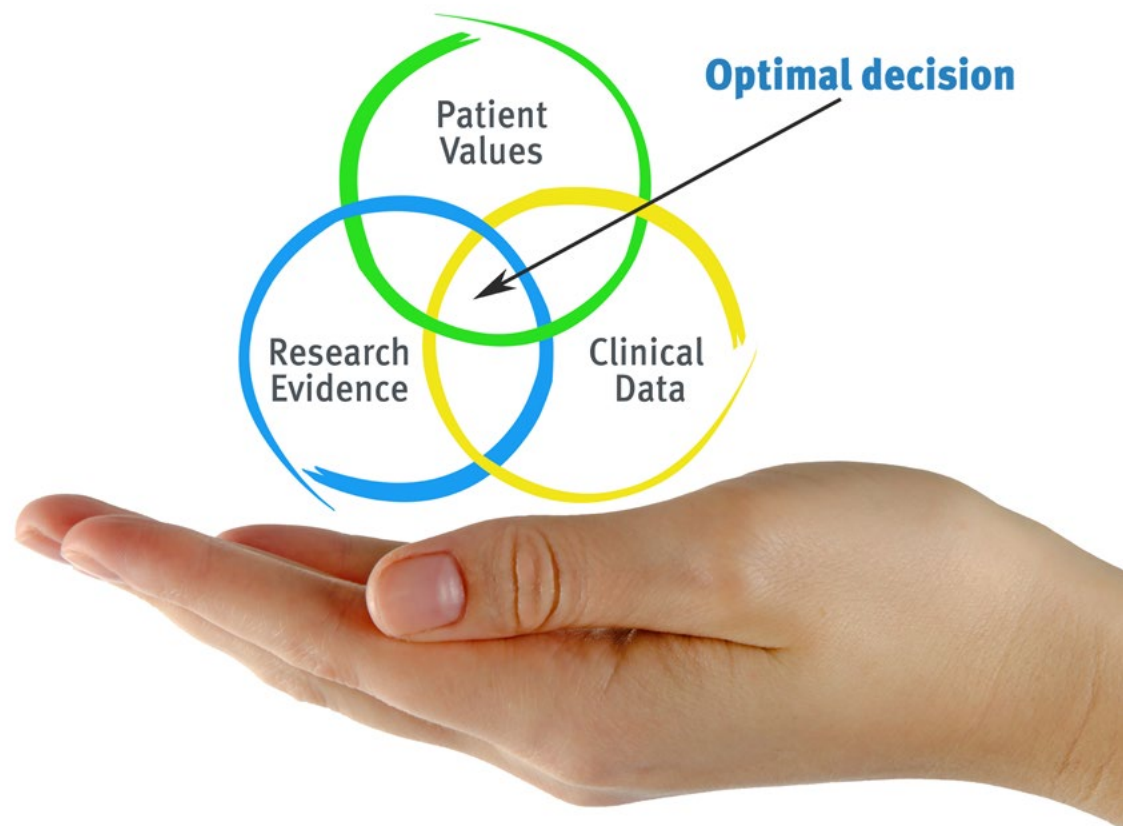 Optimal decision
Patient
Values
Research
Evidence
Clinical
Data